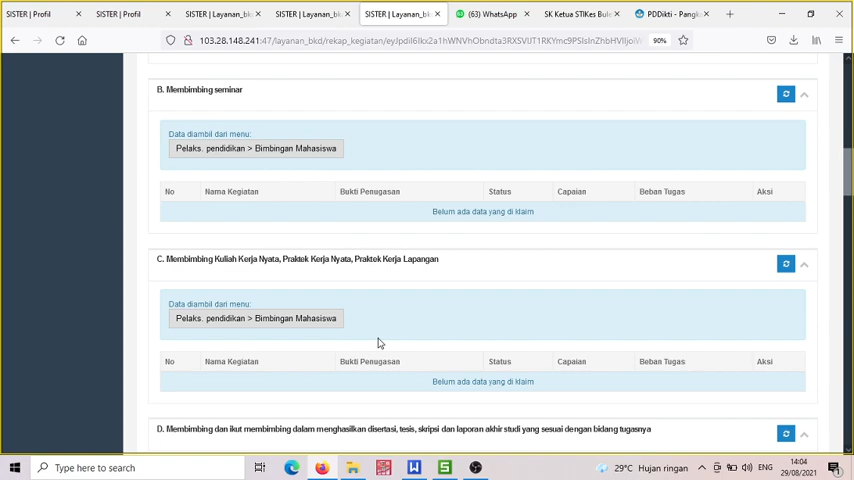 SISTER | Profil
SISTER | Profil
SISTER | Layanan_bk
SISTER | Layanan_bk
SISTER | Layanan_bk
(63) WhatsApp
SK Ketua STIKes Bule
PDDikti - Pangk
103.28.148.241:47/layanan_bkd/rekap_kegiatan/
90%
B. Membimbing seminar
Data diambil dari menu:
Pelaks. pendidikan > Bimbingan Mahasiswa
No Nama Kegiatan Bukti Penugasan Status Capaian Beban Tugas Aksi
Belum ada data yang di klaim
C. Membimbing Kuliah Kerja Nyata, Praktek Kerja Nyata, Praktek Kerja Lapangan
Data diambil dari menu:
Pelaks. pendidikan > Bimbingan Mahasiswa
No Nama Kegiatan Bukti Penugasan Status Capaian Beban Tugas Aksi
Belum ada data yang di klaim
D. Membimbing dan ikut membimbing dalam menghasilkan disertasi, tesis, skripsi dan laporan akhir studi yang sesuai dengan bidang tugasnya
Type here to search
29°C Hujan ringan
ENG
14:04
29/08/2021